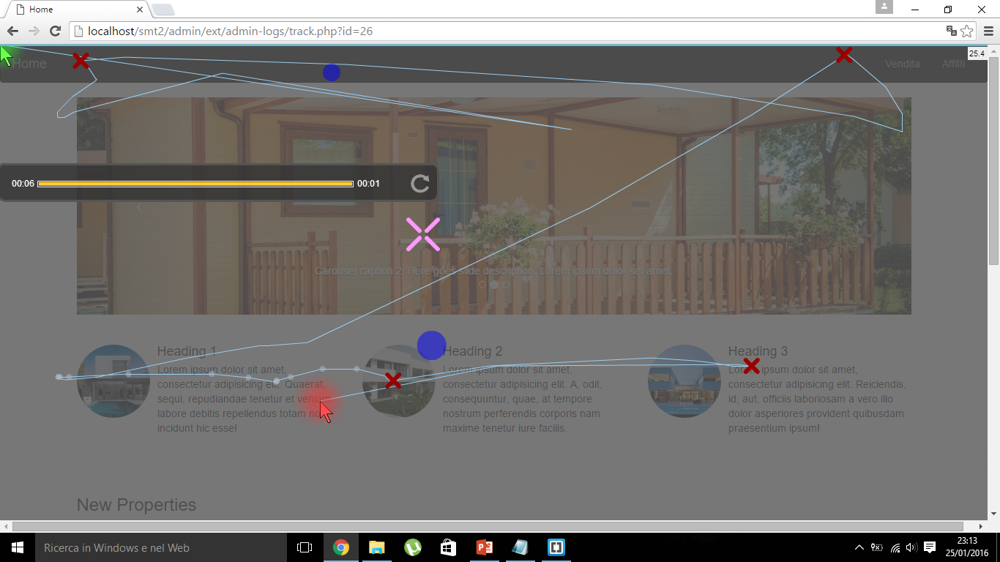 Home
localhost/smt2/admin/ext/admin-logs/track.php?id=26
25.4
Home
Vendita
Affitti
00:06
00:01
Carousel caption 2. Here goes slide description. Lorem ipsum dolor set amet.
Heading 1
Lorem ipsum dolor sit amet,
consectetur adipisicing elit. Quaerat,
sequi, repudiandae tenetur et veniam
labore debitis repellendus totam
incidunt hic esse!
Heading 2
Lorem ipsum dolor sit amet,
consectetur adipisicing elit. A, odit,
consequuntur, quae, at tempore
nostrum perferendis corporis nam
maxime tenetur iure facilis.
Heading 3
Lorem ipsum dolor sit amet,
consectetur adipisicing elit. Reiciendis,
id, aut, officiis laboriosam a vero illo
dolor asperiores provident quibusdam
praesentium ipsum!
New Properties
Ricerca in Windows e nel Web
23:13
25/01/2016